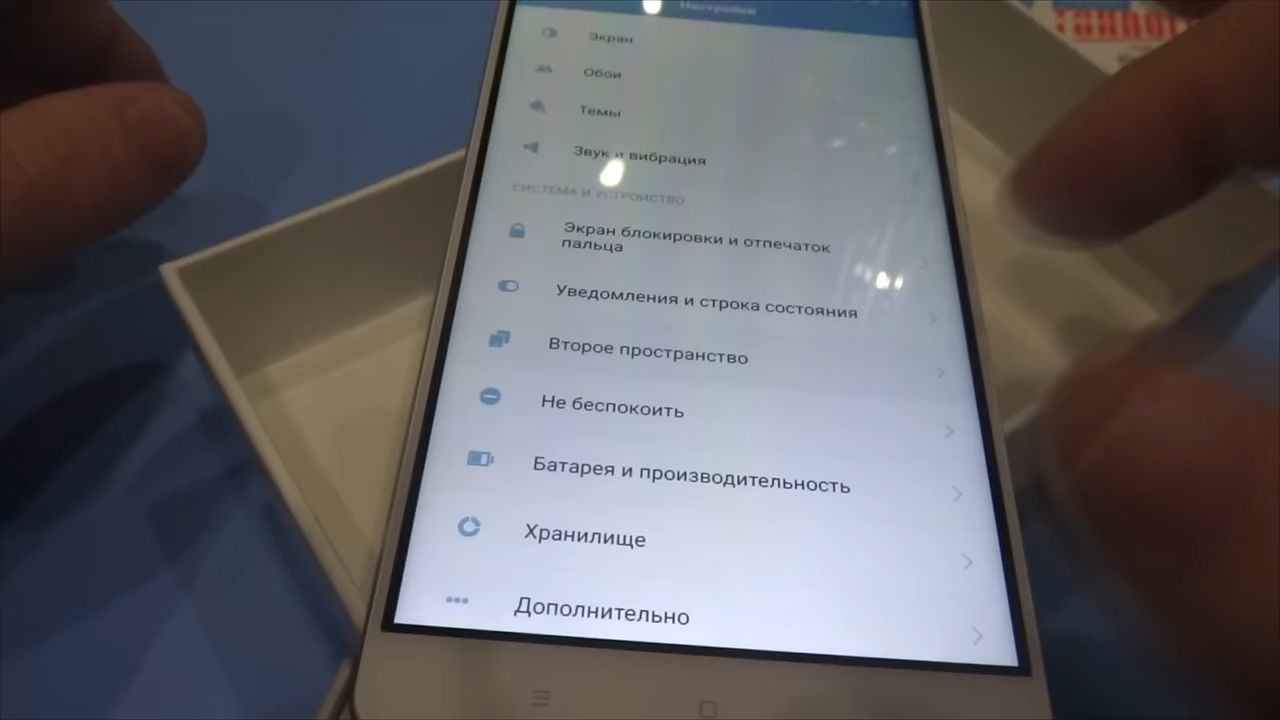 Настройки
Экран
Обои
Темы
Звук и вибрация
СИСТЕМА И УСТРОЙСТВО
Экран блокировки и отпечаток
пальца
Уведомления и строка состояния
Второе пространство
Не беспокоить
Батарея и производительность
Хранилище
Дополнительно